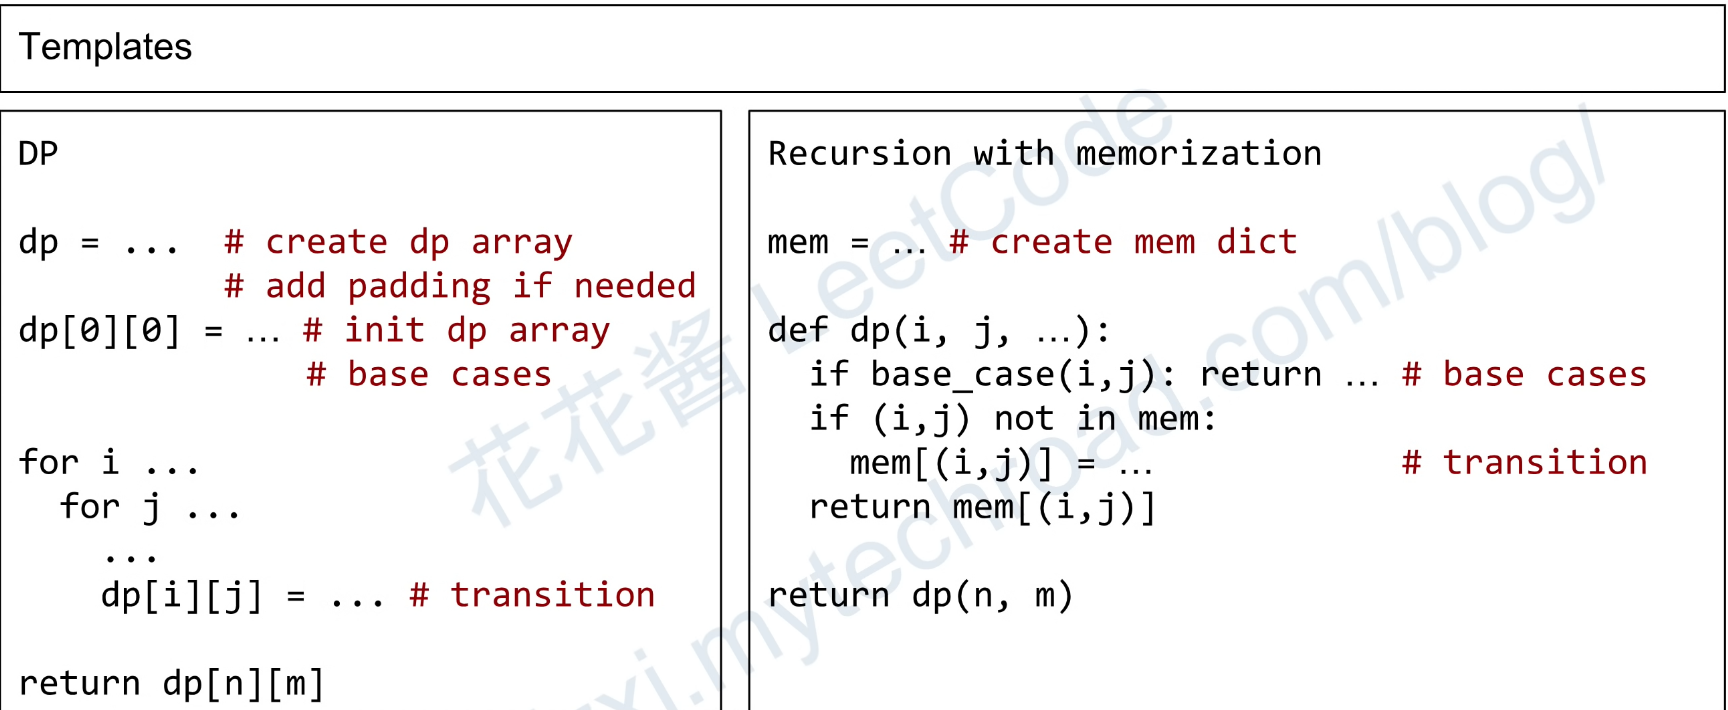 Templates
DP
dp = ... # create dp array
# add padding if needed
dp[0][0] = … # init dp array
# base cases
for i ...
for j ...
...
dp[i][j] = ... # transition
return dp[n][m]
Recursion with memorization
mem = … # create mem dict
def dp(i, j, …):
if base_case(i,j): return … # base cases
if (i,j) not in mem:
mem[(i,j)] = … # transition
return mem[(i,j)]
return dp(n, m)
花花酱 LeetCode
xi.mytechroad.com/blog/